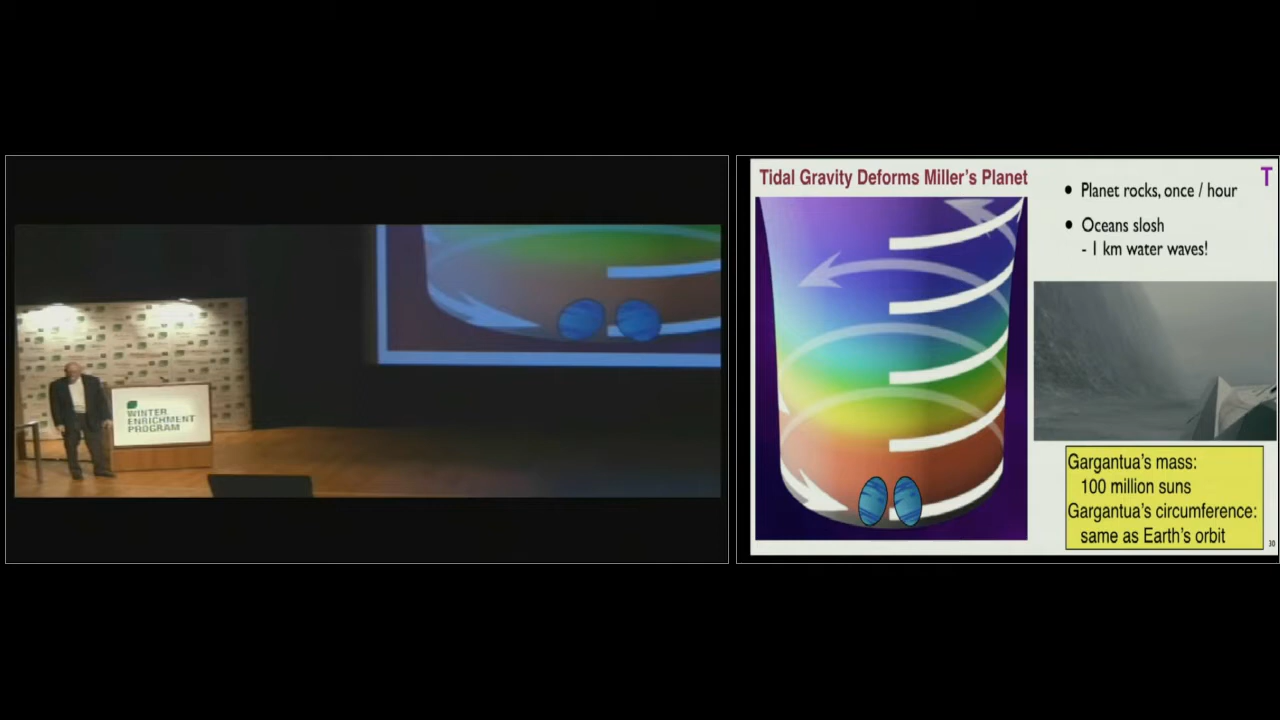 WINTER
ENRICHMENT
PROGRAM
Tidal Gravity Deforms Miller's Planet
T
• Planet rocks, once / hour
• Oceans slosh
- 1 km water waves!
Gargantua's mass:
100 million suns
Gargantua's circumference:
same as Earth's orbit
30